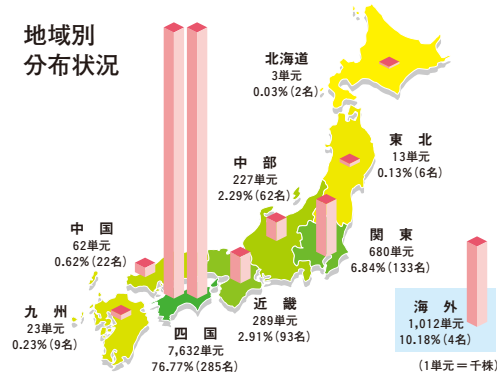 地域別
分布状況
北海道
3単元
0.03%(2名)
東 北
13単元
0.13%(6名)
中 部
227単元
2.29%(62名)
中 国
62単元
0.62%(22名)
関 東
680単元
6.84%(133名)
九 州
23単元
0.23%(9名)
四 国
7,632単元
76.77%(285名)
近 畿
289単元
2.91%(93名)
海 外
1,012単元
10.18%(4名)
(1単元=千株)